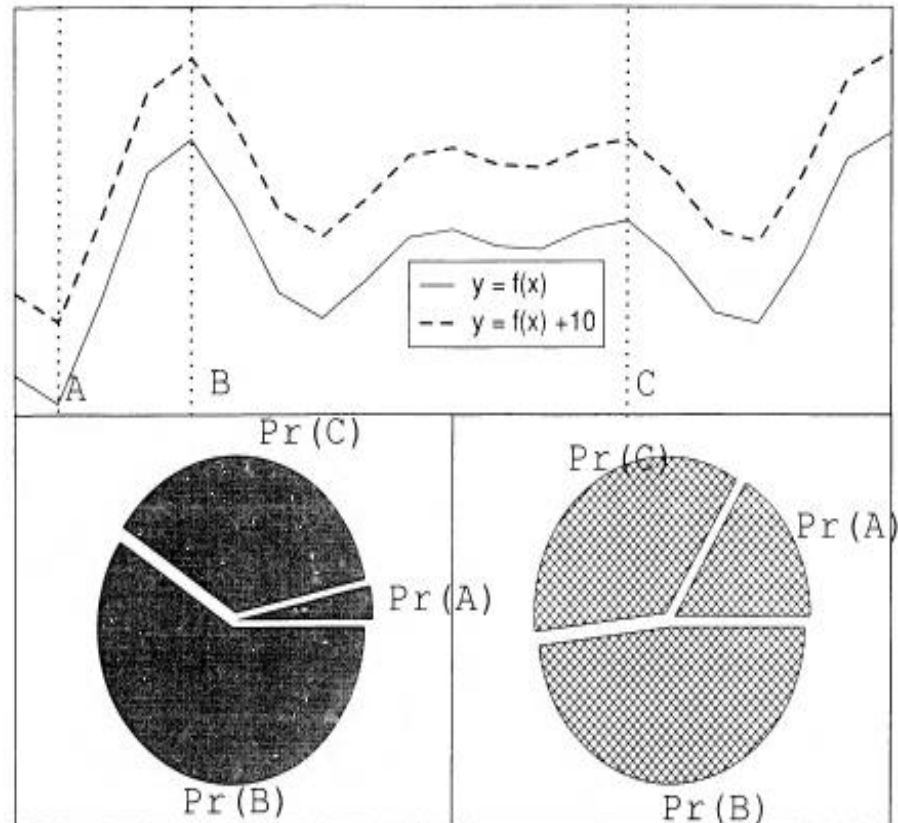 y = f(x)
y = f(x) +10
A
B
C
Pr(C)
Pr(A)
Pr(B)
Pr(C)
Pr(A)
Pr(B)